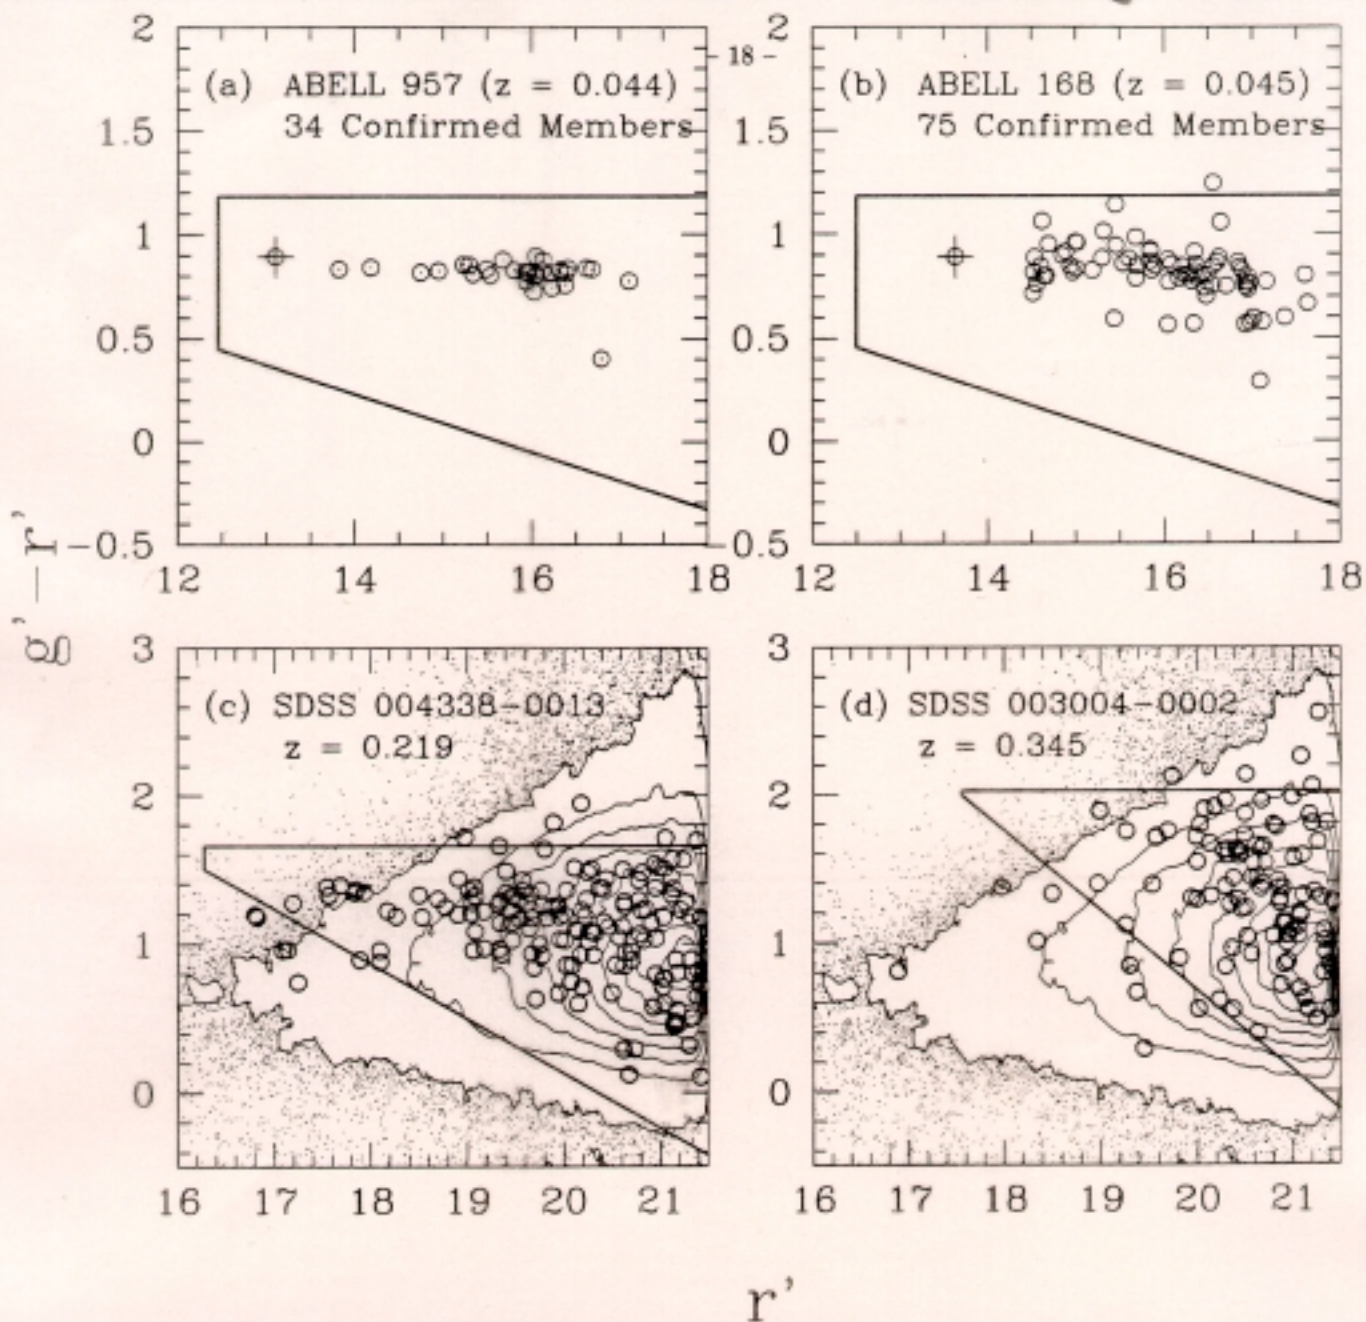 - 18 -
(a) ABELL 957 (z = 0.044)
34 Confirmed Members
2
1.5
1
0.5
0
-0.5
12 14 16 18
(b) ABELL 168 (z = 0.045)
75 Confirmed Members
2
1.5
1
0.5
0
-0.5
12 14 16 18
g' - r'
(c) SDSS 004338-0013
z = 0.219
3
2
1
0
16 17 18 19 20 21
(d) SDSS 003004-0002
z = 0.345
3
2
1
0
16 17 18 19 20 21
r'